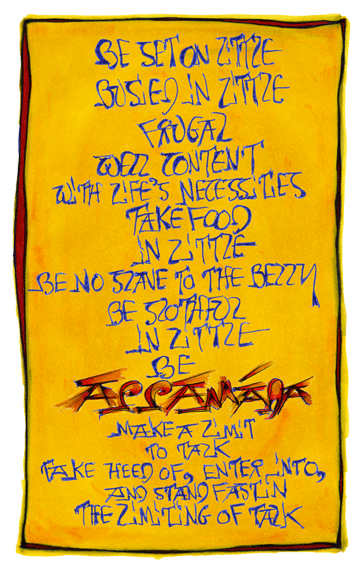 BE SET ON LITTLE
BUSIED IN LITTLE
FRUGAL
WELL CONTENT
WITH LIFE'S NECESSITIES
TAKE FOOD
IN LITTLE
BE NO SLAVE TO THE BELLY
BE SLOTHFUL
IN LITTLE
BE
APPAMÁDA
MAKE A LIMIT
TO TALK
TAKE HEED OF, ENTER INTO,
AND STAND FAST IN
THE LIMITING OF TALK